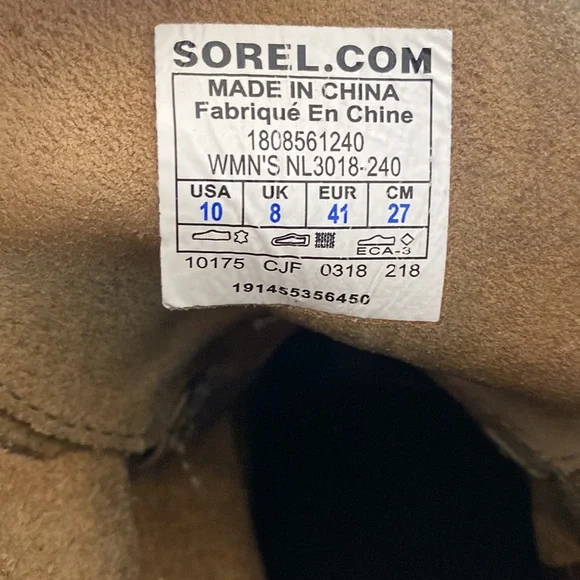 SOREL.COM
MADE IN CHINA
Fabriqué En Chine
1808561240
WMN'S NL3018-240
USA UK EUR CM
10 8 41 27
ECA-3
10175 CJF 0318 218
191455356450